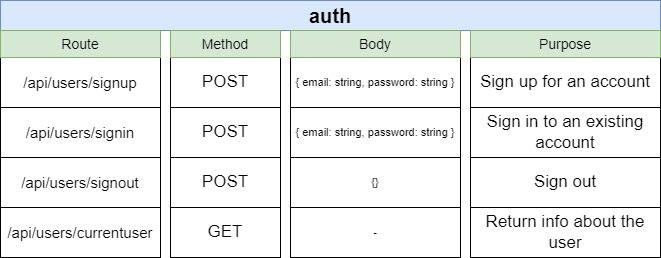 auth
Route Method Body Purpose
/api/users/signup POST { email: string, password: string } Sign up for an account
/api/users/signin POST { email: string, password: string } Sign in to an existing
account
/api/users/signout POST {} Sign out
/api/users/currentuser GET - Return info about the
user